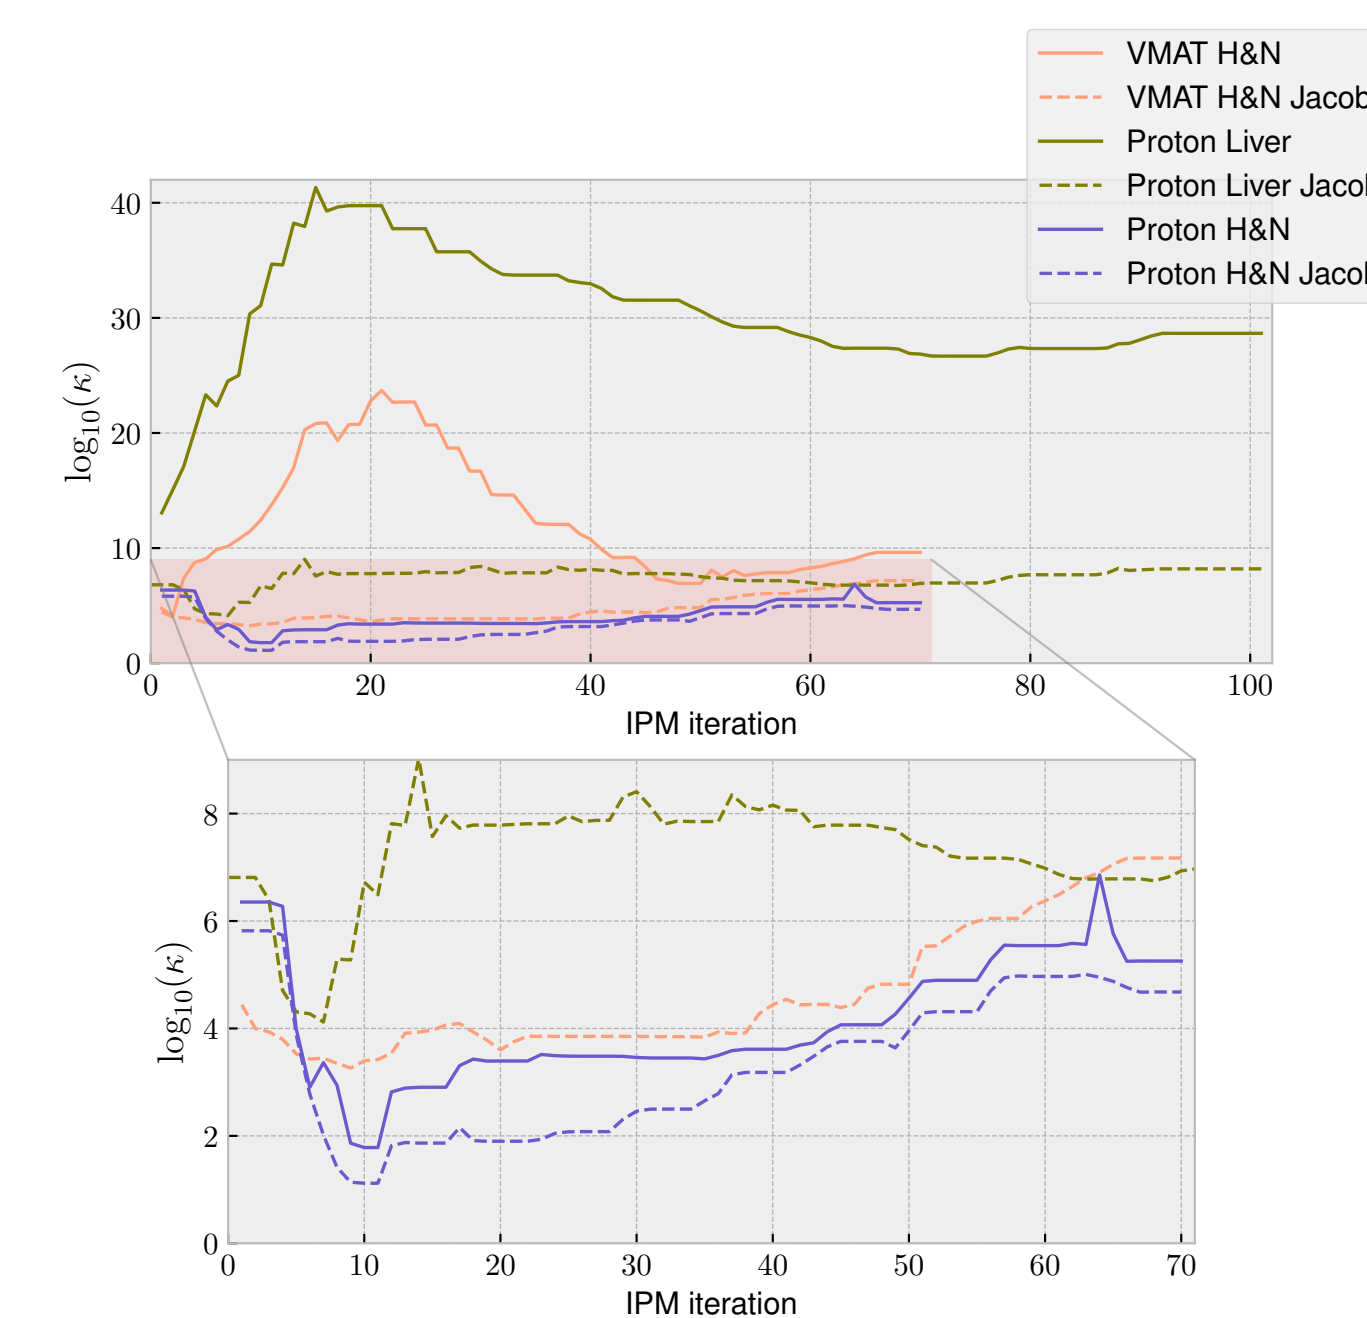 VMAT H&N
VMAT H&N Jacob
Proton Liver
Proton Liver Jacob
Proton H&N
Proton H&N Jacob
40
30
20
10
0
log₁₀(κ)
0 20 40 60 80 100
IPM iteration
8
6
4
2
0
log₁₀(κ)
0 10 20 30 40 50 60 70
IPM iteration